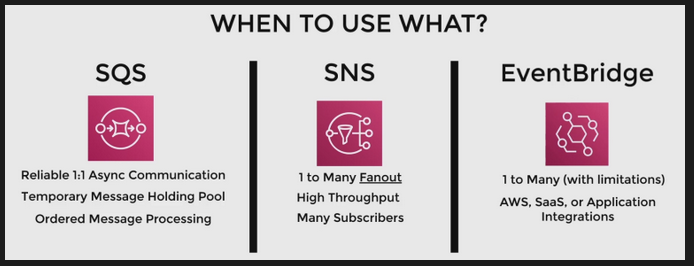 WHEN TO USE WHAT?
SQS
Reliable 1:1 Async Communication
Temporary Message Holding Pool
Ordered Message Processing
SNS
1 to Many Fanout
High Throughput
Many Subscribers
EventBridge
1 to Many (with limitations)
AWS, SaaS, or Application
Integrations